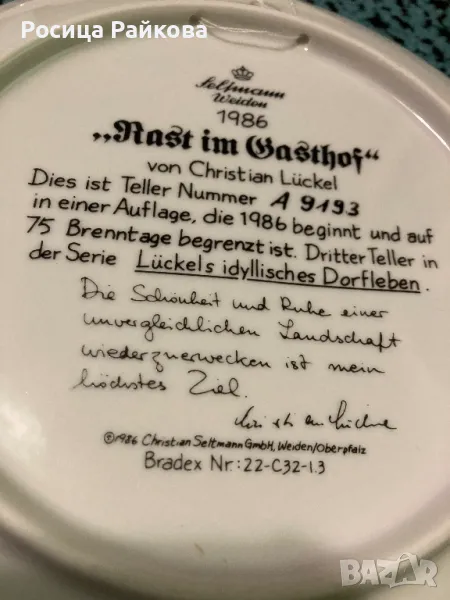 Росица Райкова
Seltmann
Weiden
1986
„Rast im Gasthof“
von Christian Lückel
Dies ist Teller Nummer A 9193
in einer Auflage, die 1986 beginnt und auf
75 Brenntage begrenzt ist. Dritter Teller in
der Serie Lückels idyllisches Dorfleben.
Die Schönheit und Ruhe einer
unvergleichlichen Landschaft
wiederzuerwecken ist mein
höchstes Ziel.
Christian Lückel
©1986 Christian Seltmann GmbH, Weiden/Oberpfalz
Bradex Nr.: 22-C32-1.3
BAZAR